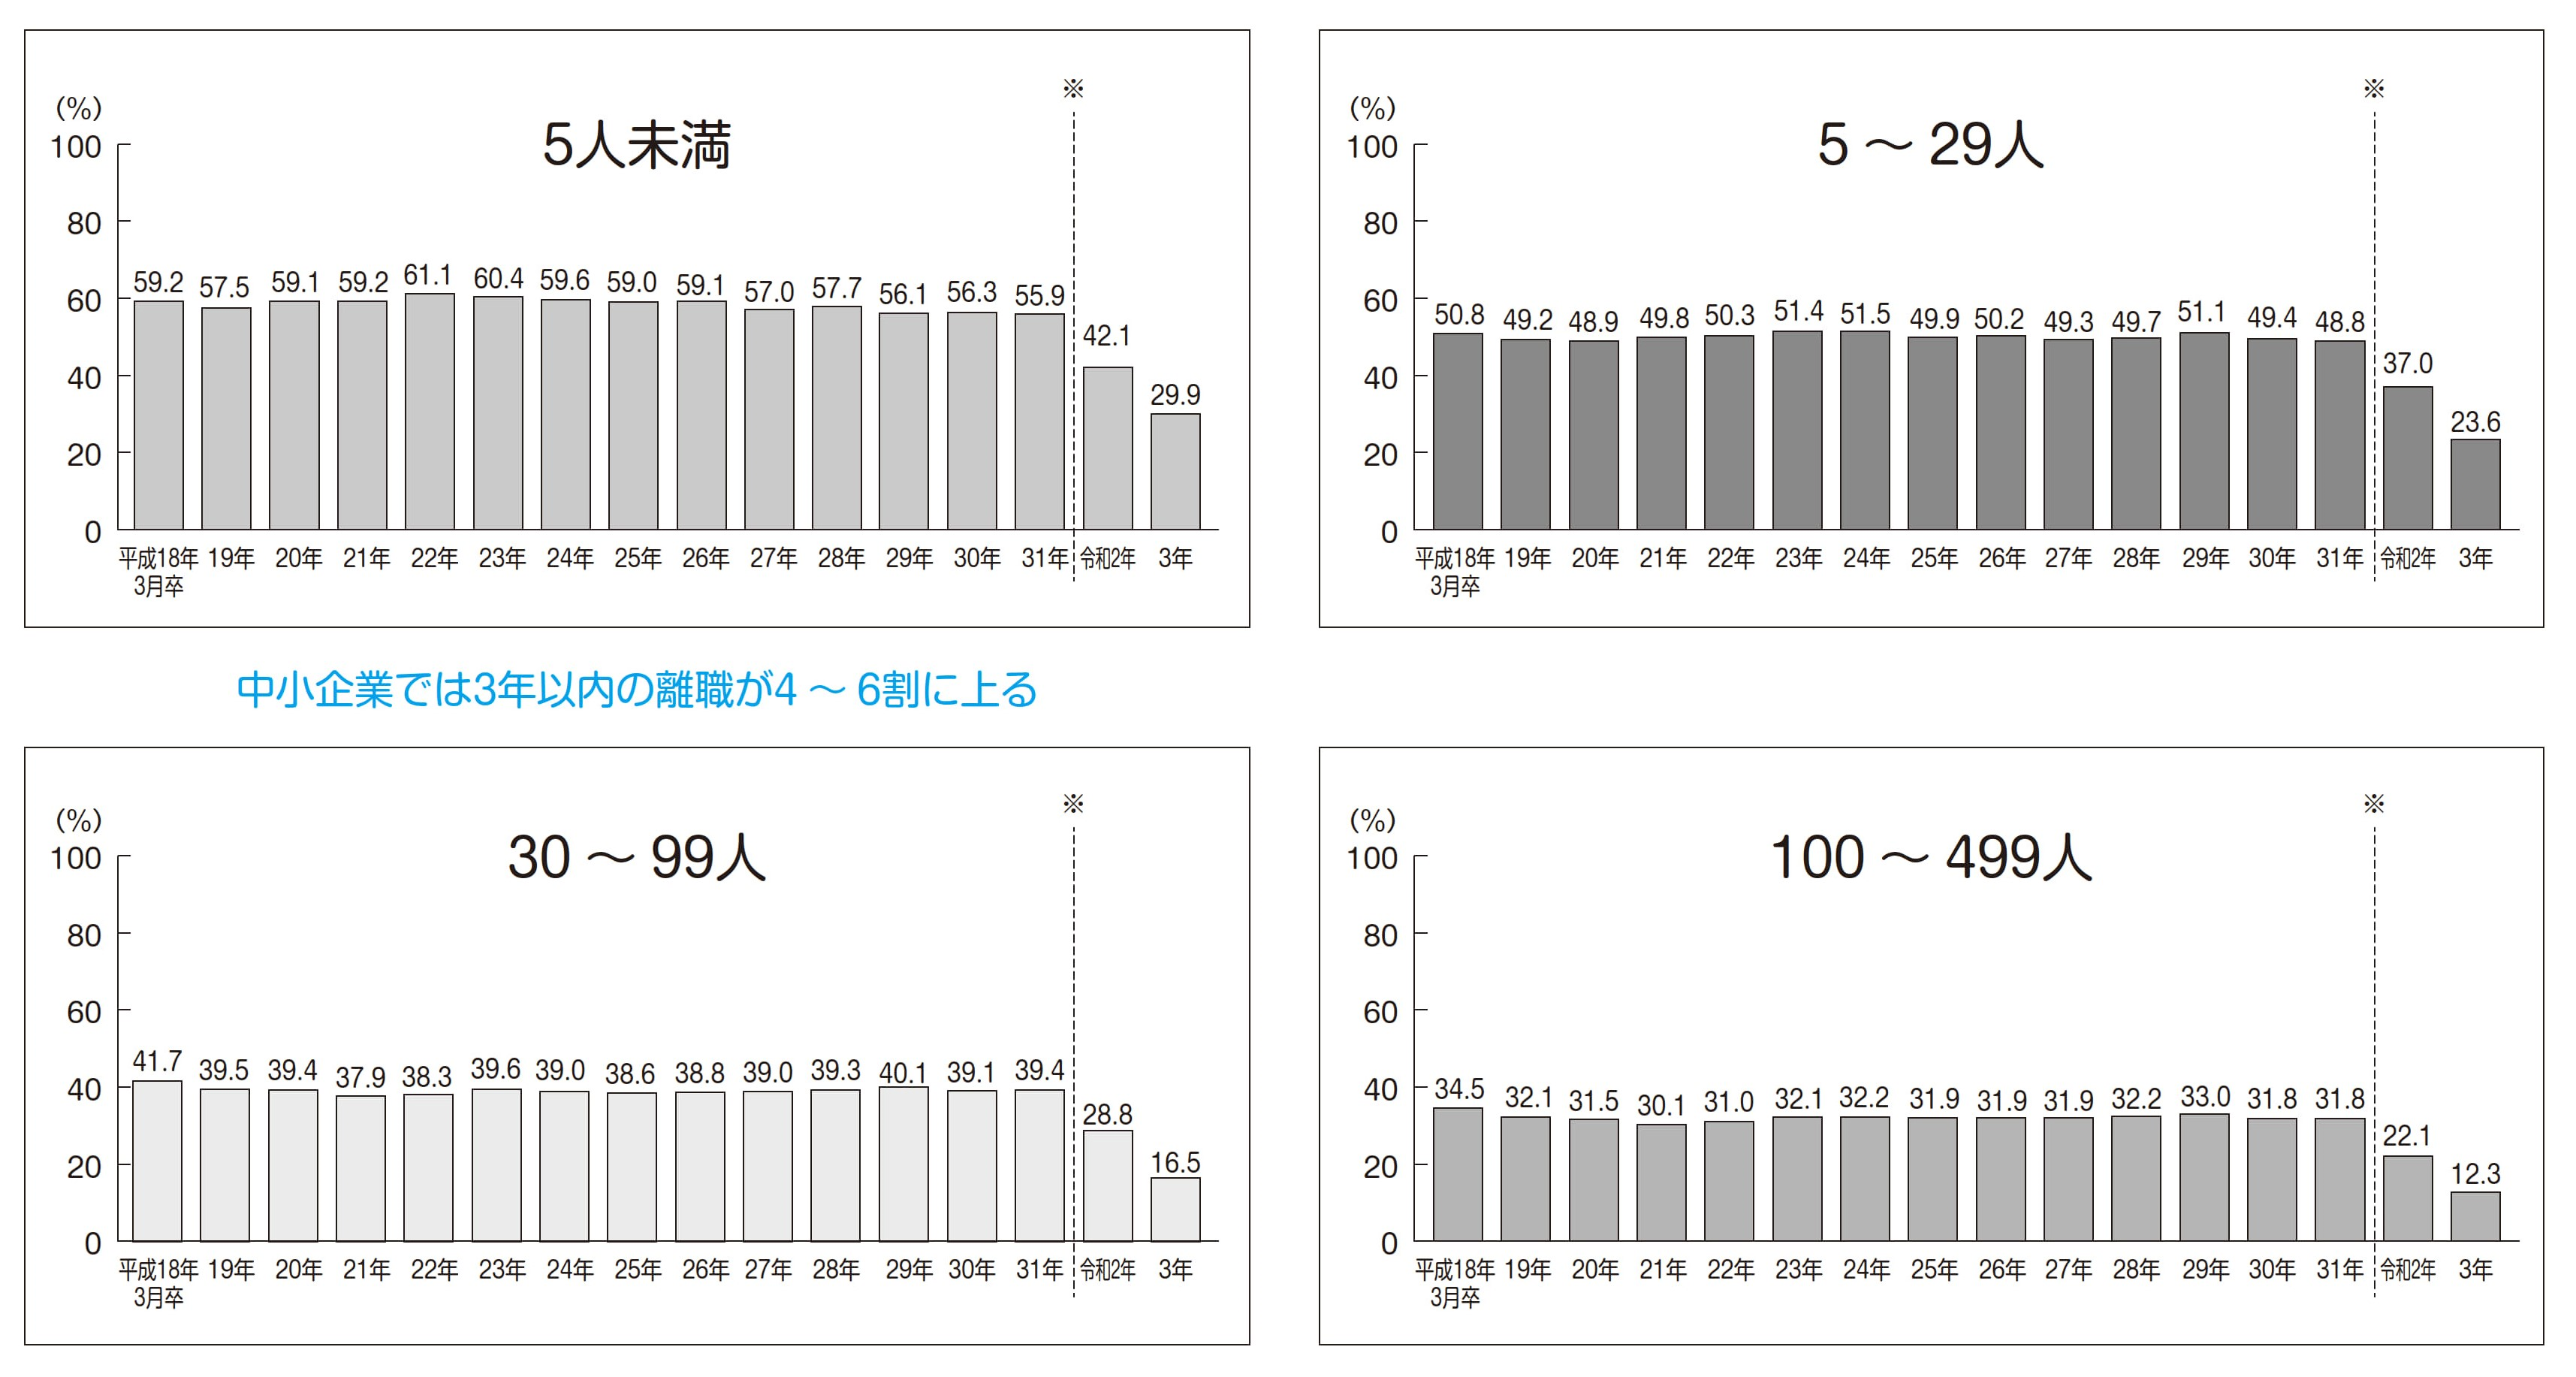 (%)
※
5人未満
100
80
60
40
20
0
59.2 57.5 59.1 59.2 61.1 60.4 59.6 59.0 59.1 57.0 57.7 56.1 56.3 55.9 42.1 29.9
平成18年 19年 20年 21年 22年 23年 24年 25年 26年 27年 28年 29年 30年 31年 令和2年 3年
3月卒
(%)
※
5 ～ 29人
100
80
60
40
20
0
50.8 49.2 48.9 49.8 50.3 51.4 51.5 49.9 50.2 49.3 49.7 51.1 49.4 48.8 37.0 23.6
平成18年 19年 20年 21年 22年 23年 24年 25年 26年 27年 28年 29年 30年 31年 令和2年 3年
3月卒
中小企業では3年以内の離職が4 ～ 6割に上る
(%)
※
30 ～ 99人
100
80
60
40
20
0
41.7 39.5 39.4 37.9 38.3 39.6 39.0 38.6 38.8 39.0 39.3 40.1 39.1 39.4 28.8 16.5
平成18年 19年 20年 21年 22年 23年 24年 25年 26年 27年 28年 29年 30年 31年 令和2年 3年
3月卒
(%)
※
100 ～ 499人
100
80
60
40
20
0
34.5 32.1 31.5 30.1 31.0 32.1 32.2 31.9 31.9 31.9 32.2 33.0 31.8 31.8 22.1 12.3
平成18年 19年 20年 21年 22年 23年 24年 25年 26年 27年 28年 29年 30年 31年 令和2年 3年
3月卒